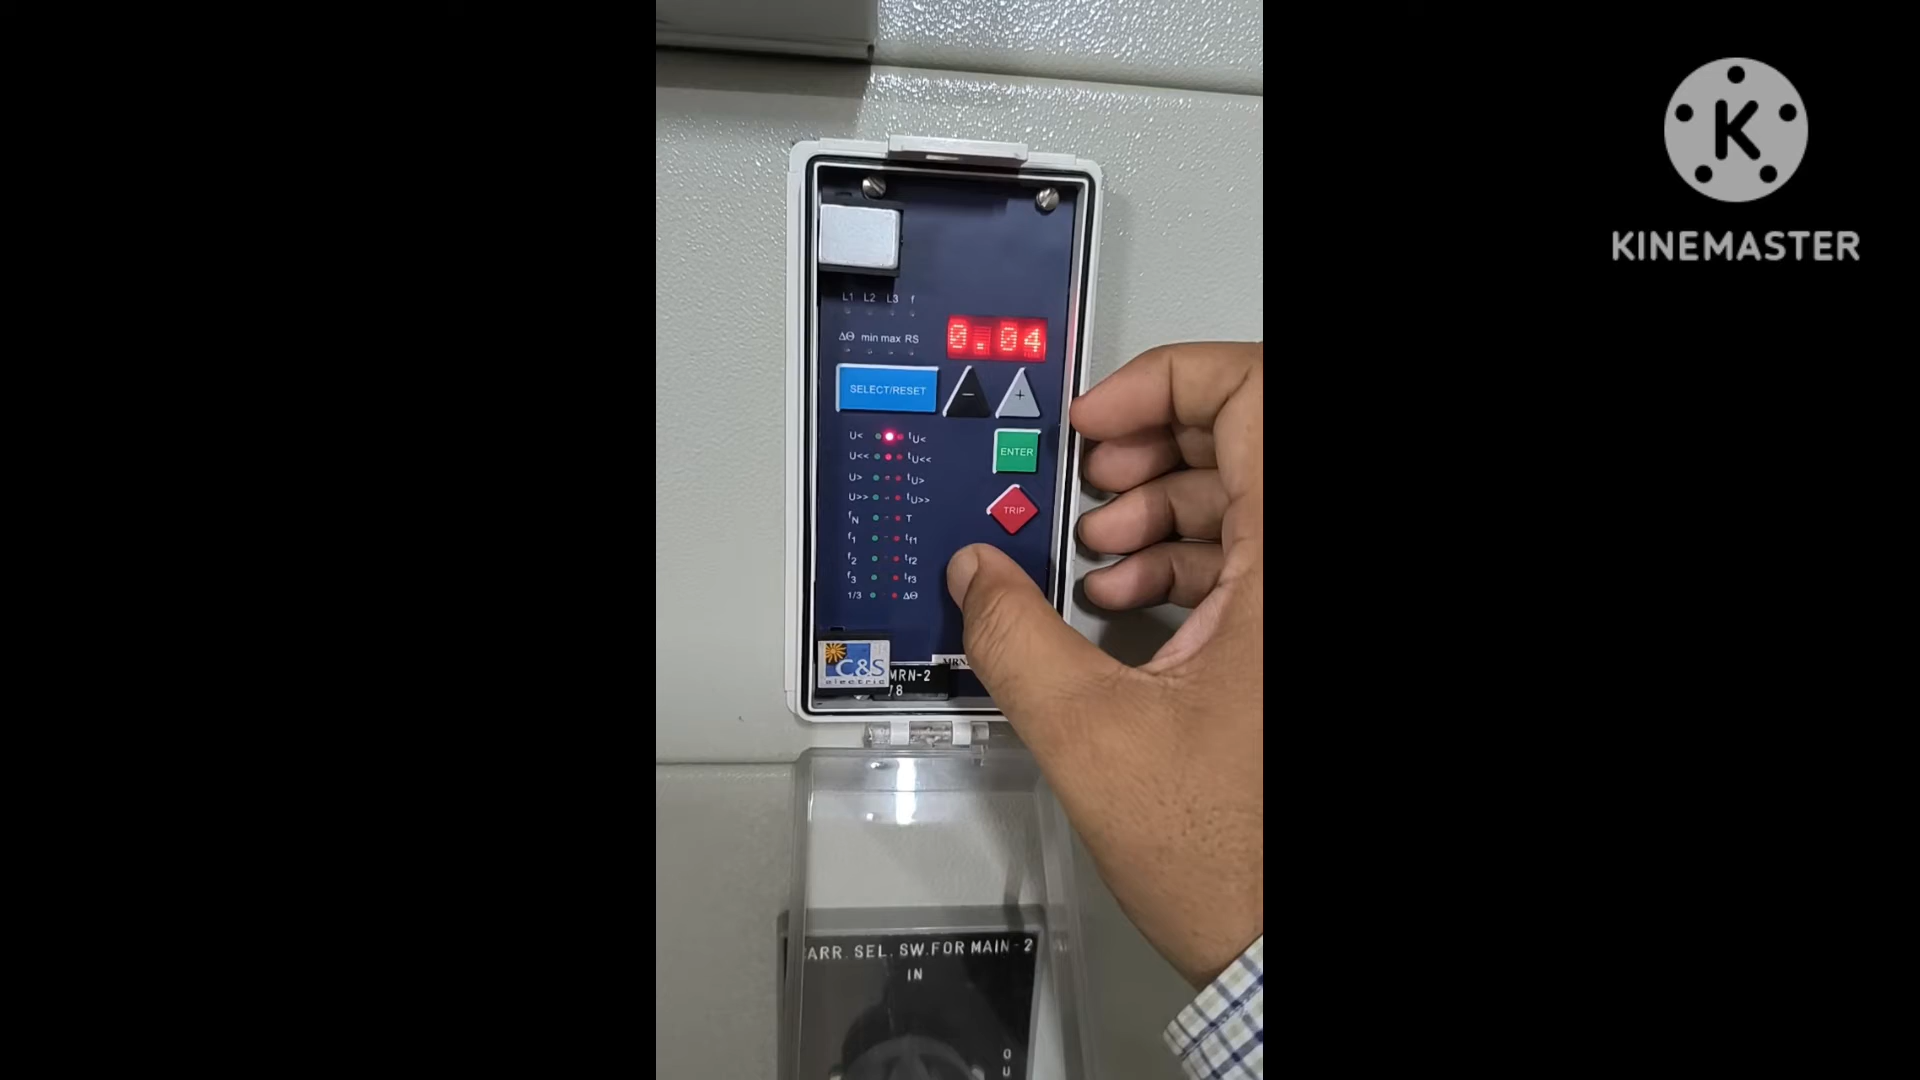 KINEMASTER
L1 L2 L3 f
ΔΘ min max RS
0.04
SELECT/RESET
- +
U< tU<
U<< tU<<
U> tU>
U>> tU>>
fN T
f1 tf1
f2 tf2
f3 tf3
1/3 ΔΘ
ENTER
TRIP
C&S
electric
MRN-2
78
ARR. SEL. SW. FOR MAIN - 2
IN